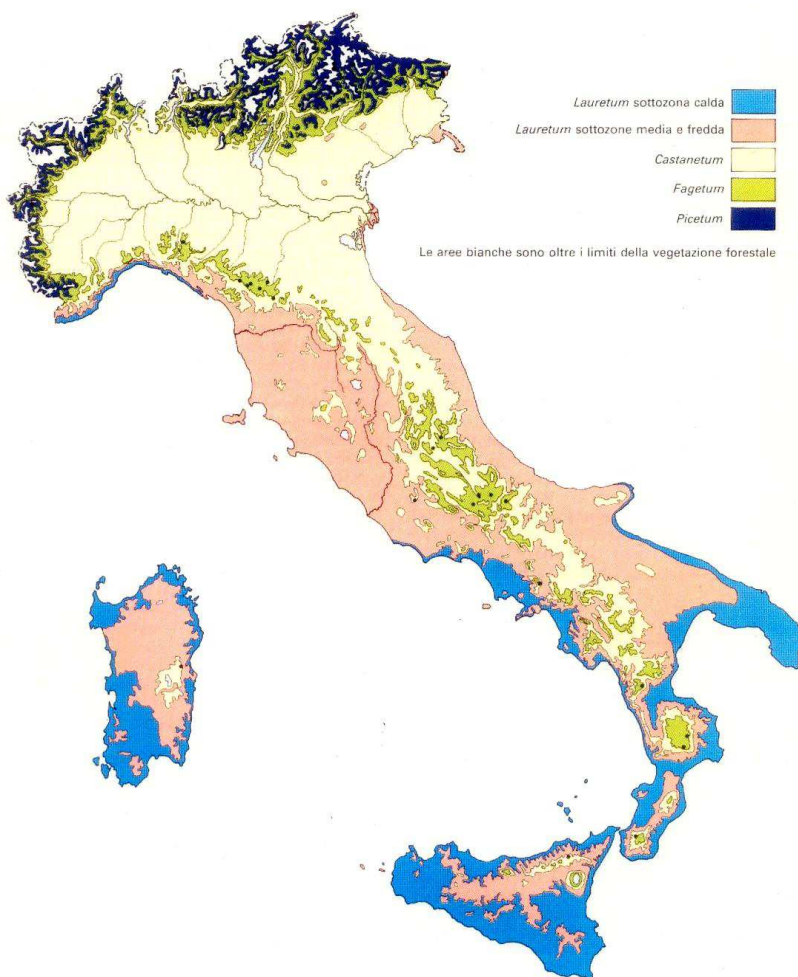 Lauretum sottozona calda
Lauretum sottozone media e fredda
Castanetum
Fagetum
Picetum
Le aree bianche sono oltre i limiti della vegetazione forestale